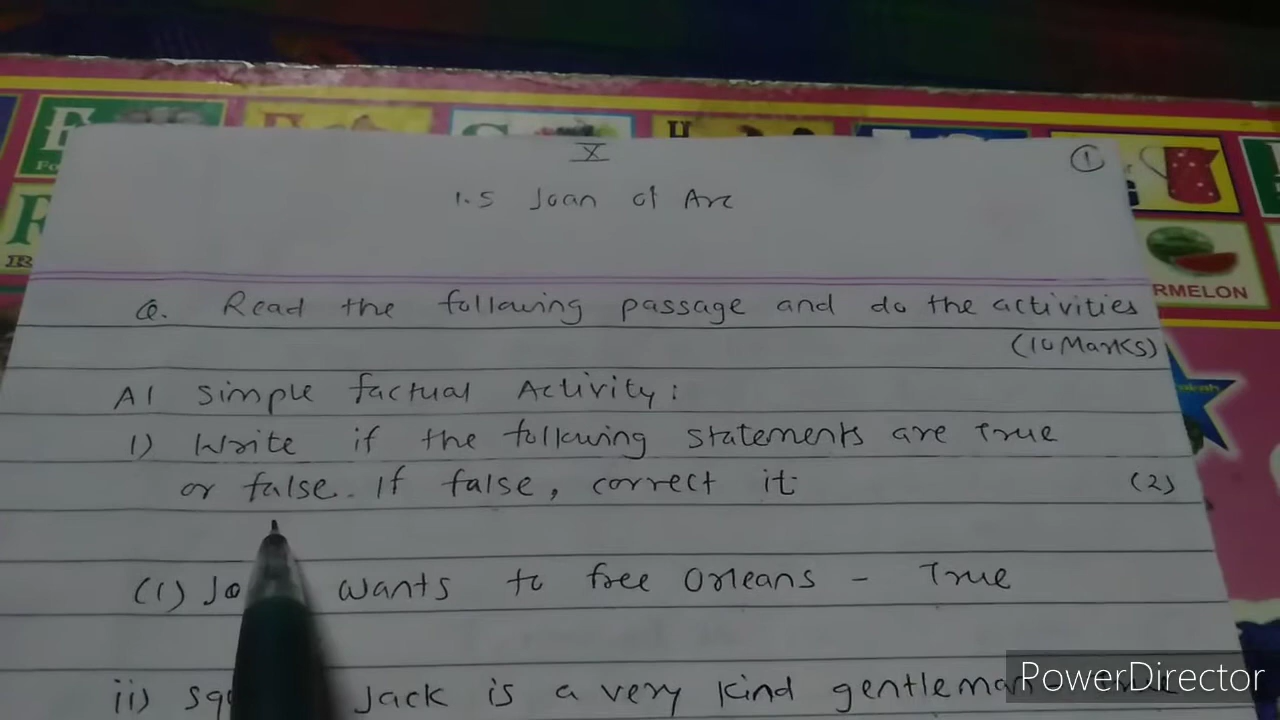 X
1
1.5 Joan of Arc
Q. Read the following passage and do the activities
(10 Marks)
A1 Simple factual Activity:
1) Write if the following statements are True
or false. If false, correct it.
(2)
(1) wants to free Orleans - True
ii) Jack is a very kind gentleman
H
RMELON
PowerDirector